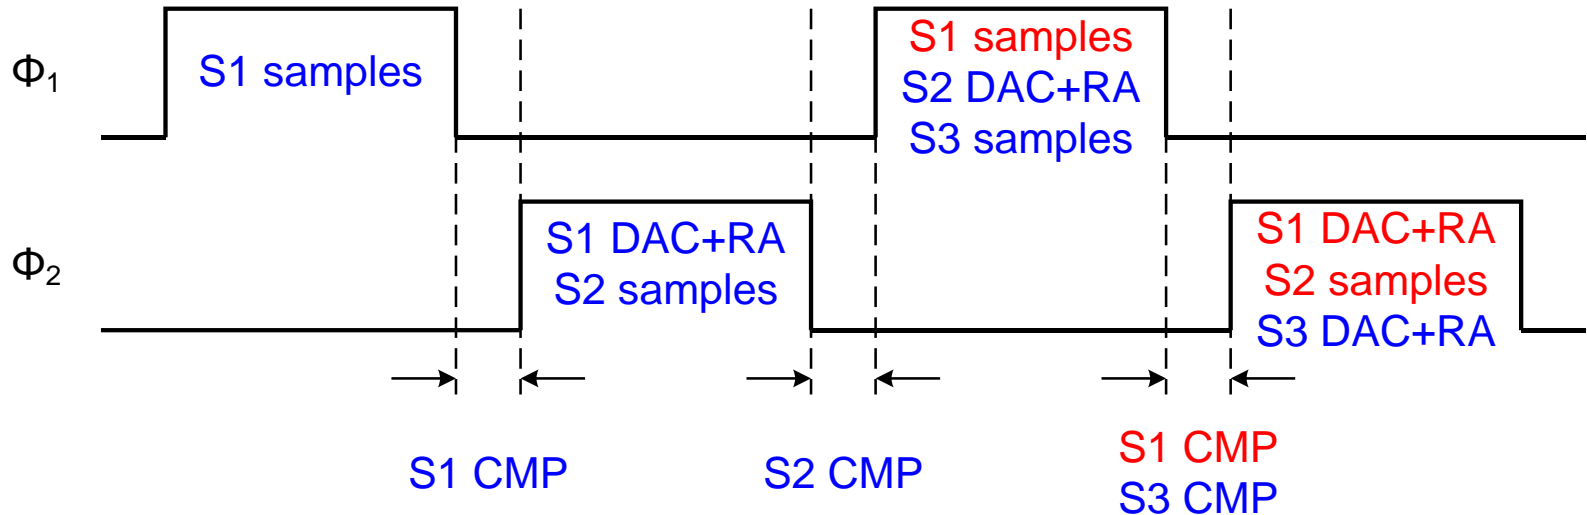 Φ1
S1 samples
S1 samples
S2 DAC+RA
S3 samples
Φ2
S1 DAC+RA
S2 samples
S1 DAC+RA
S2 samples
S3 DAC+RA
S1 CMP
S2 CMP
S1 CMP
S3 CMP